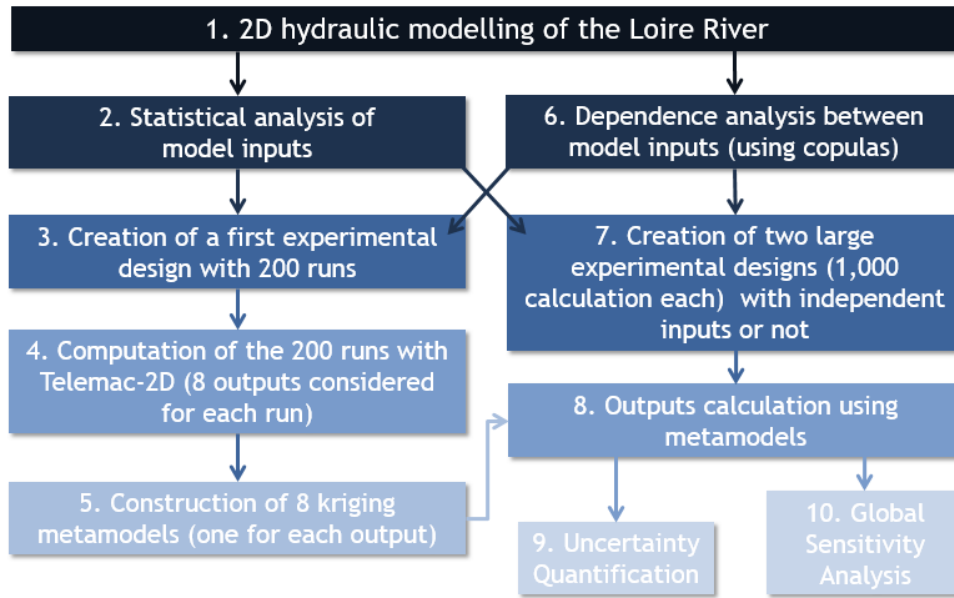 1. 2D hydraulic modelling of the Loire River
2. Statistical analysis of
model inputs
6. Dependence analysis between
model inputs (using copulas)
3. Creation of a first experimental
design with 200 runs
7. Creation of two large
experimental designs (1,000
calculation each) with independent
inputs or not
4. Computation of the 200 runs with
Telemac-2D (8 outputs considered
for each run)
8. Outputs calculation using
metamodels
5. Construction of 8 kriging
metamodels (one for each output)
9. Uncertainty
Quantification
10. Global
Sensitivity
Analysis